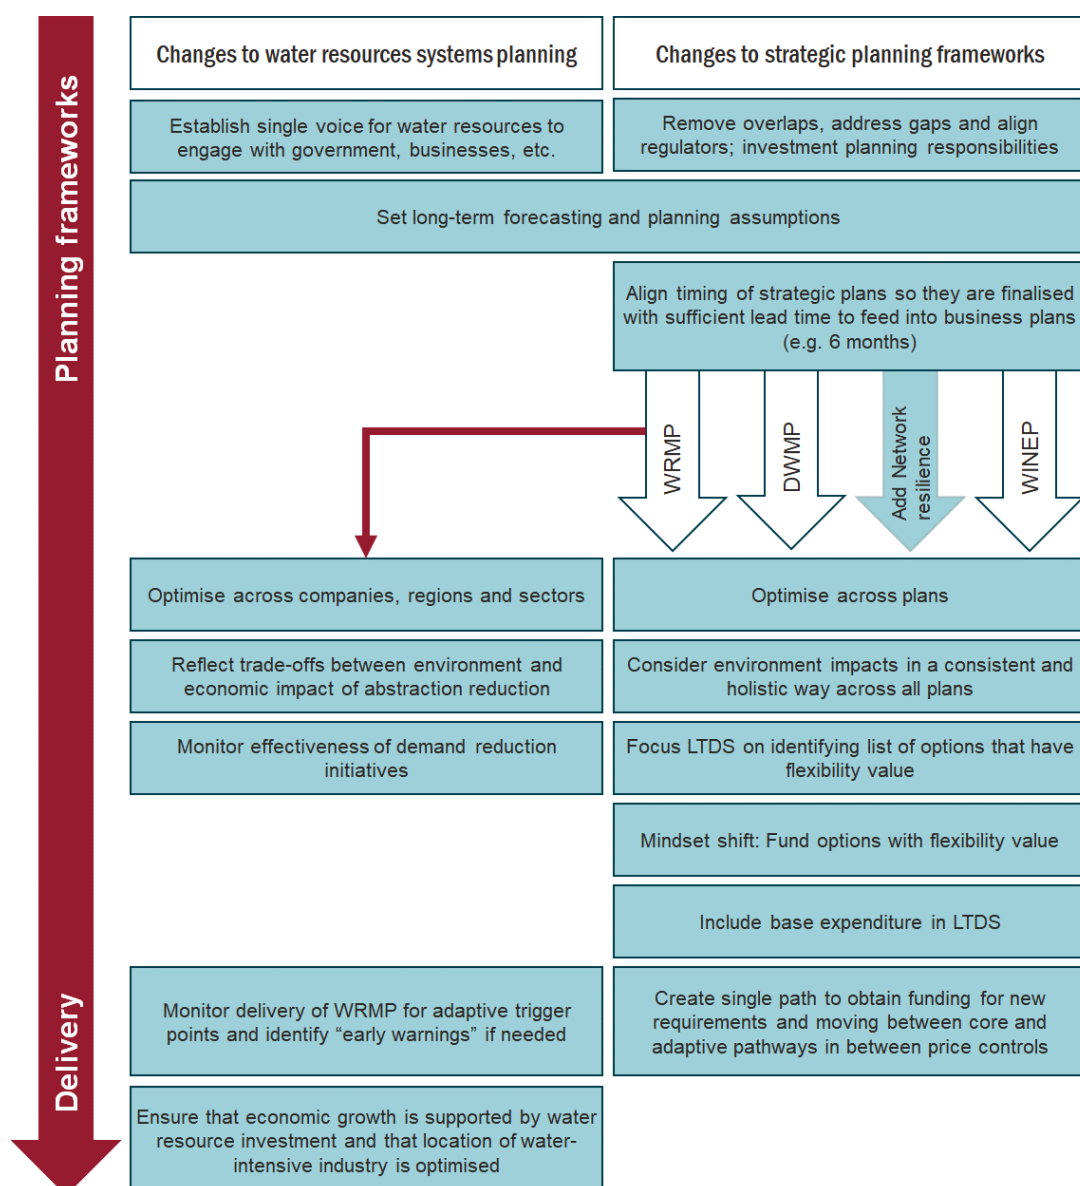 Planning frameworks
Delivery
Changes to water resources systems planning
Changes to strategic planning frameworks
Establish single voice for water resources to
engage with government, businesses, etc.
Remove overlaps, address gaps and align
regulators; investment planning responsibilities
Set long-term forecasting and planning assumptions
Align timing of strategic plans so they are finalised
with sufficient lead time to feed into business plans
(e.g. 6 months)
WRMP
DWMP
Add Network
resilience
WINEP
Optimise across companies, regions and sectors
Optimise across plans
Reflect trade-offs between environment and
economic impact of abstraction reduction
Consider environment impacts in a consistent and
holistic way across all plans
Monitor effectiveness of demand reduction
initiatives
Focus LTDS on identifying list of options that have
flexibility value
Mindset shift: Fund options with flexibility value
Include base expenditure in LTDS
Monitor delivery of WRMP for adaptive trigger
points and identify “early warnings” if needed
Create single path to obtain funding for new
requirements and moving between core and
adaptive pathways in between price controls
Ensure that economic growth is supported by water
resource investment and that location of water-
intensive industry is optimised